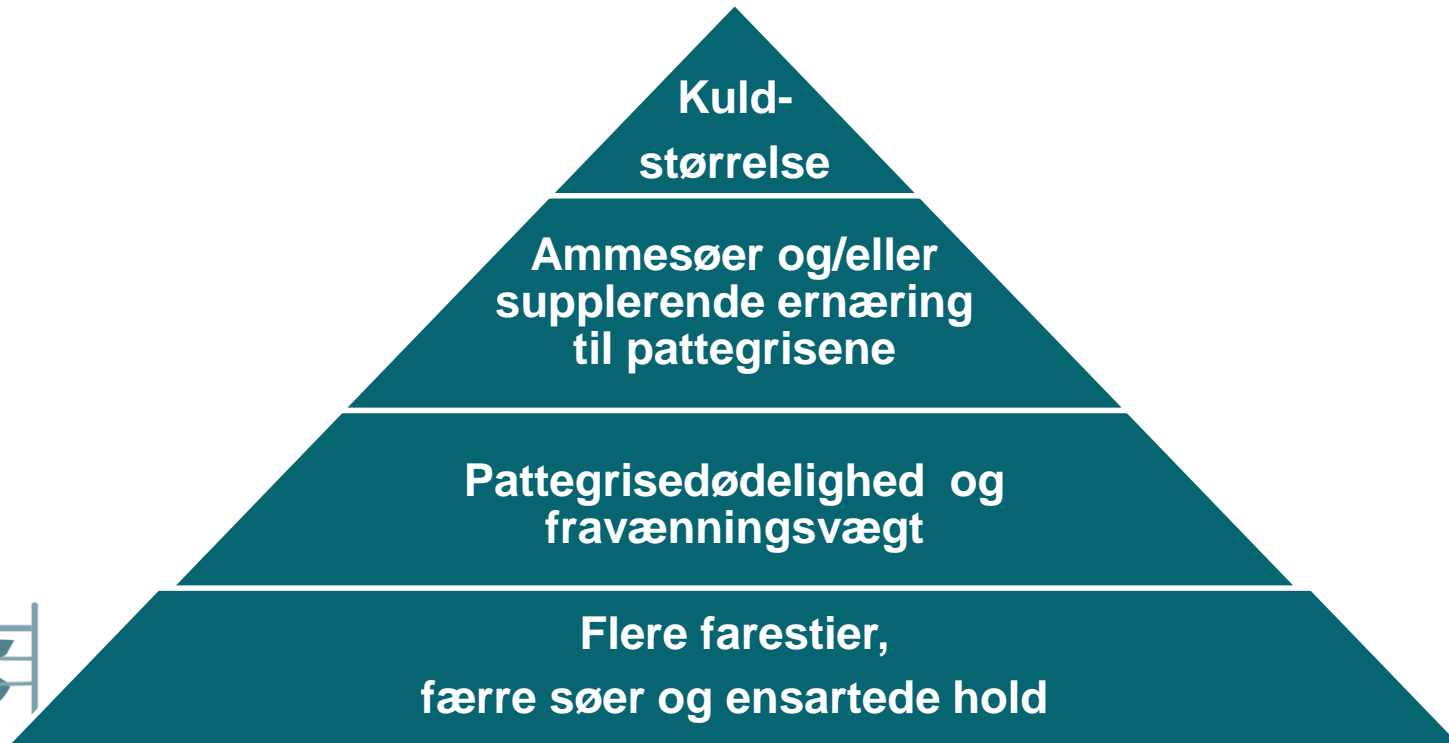 Kuld-
størrelse
Ammesøer og/eller
supplerende ernæring
til pattegrisene
Pattegrisedødelighed og
fravænningsvægt
Flere farestier,
færre søer og ensartede hold